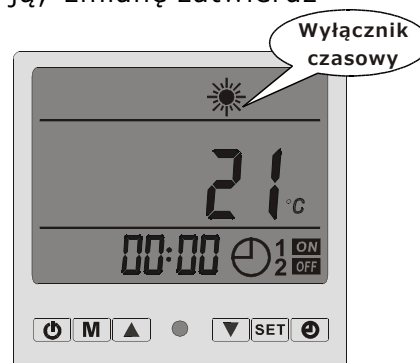 ją, zmianę zatwierdź
Wyłącznik
czasowy
21 °C
00:00 1 ON
2 OFF
M SET